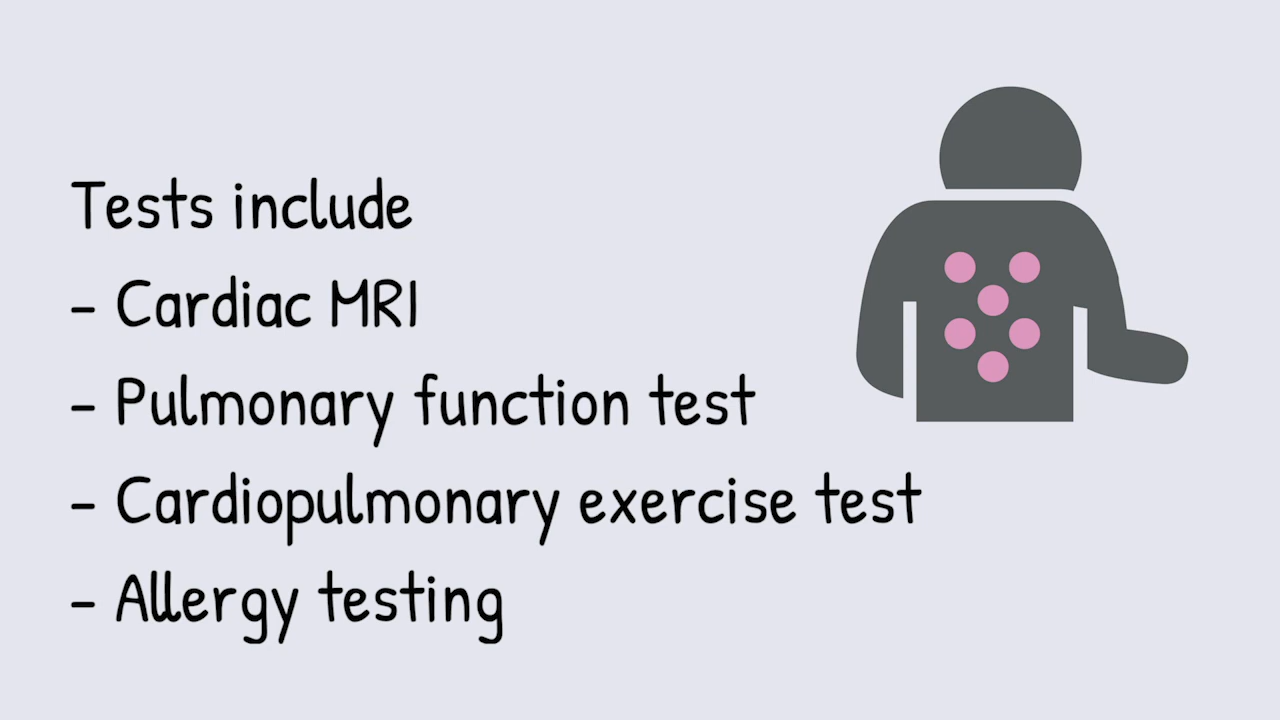 Tests include
- Cardiac MRI
- Pulmonary function test
- Cardiopulmonary exercise test
- Allergy testing